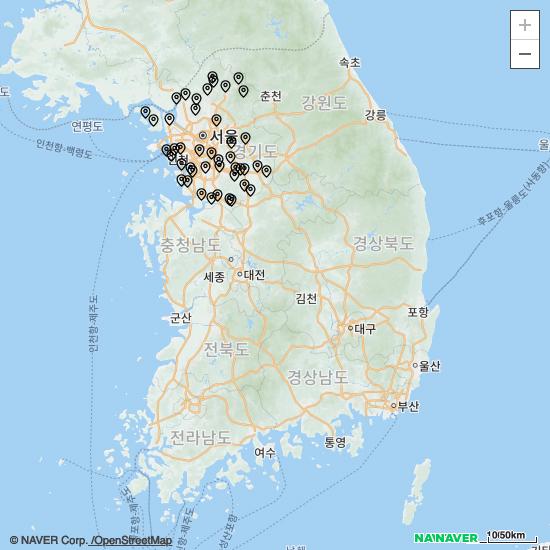 +
−
속초
춘천
강원도
강릉
연평도
서울
인천항-백령도
인천
경기도
후포항-울릉도(사동항)
충청남도
경상북도
세종
대전
김천
인천항-제주도
군산
포항
대구
전북도
울산
경상남도
부산
전라남도
통영
여수
© NAVER Corp. /OpenStreetMap
NAVER
10/50km